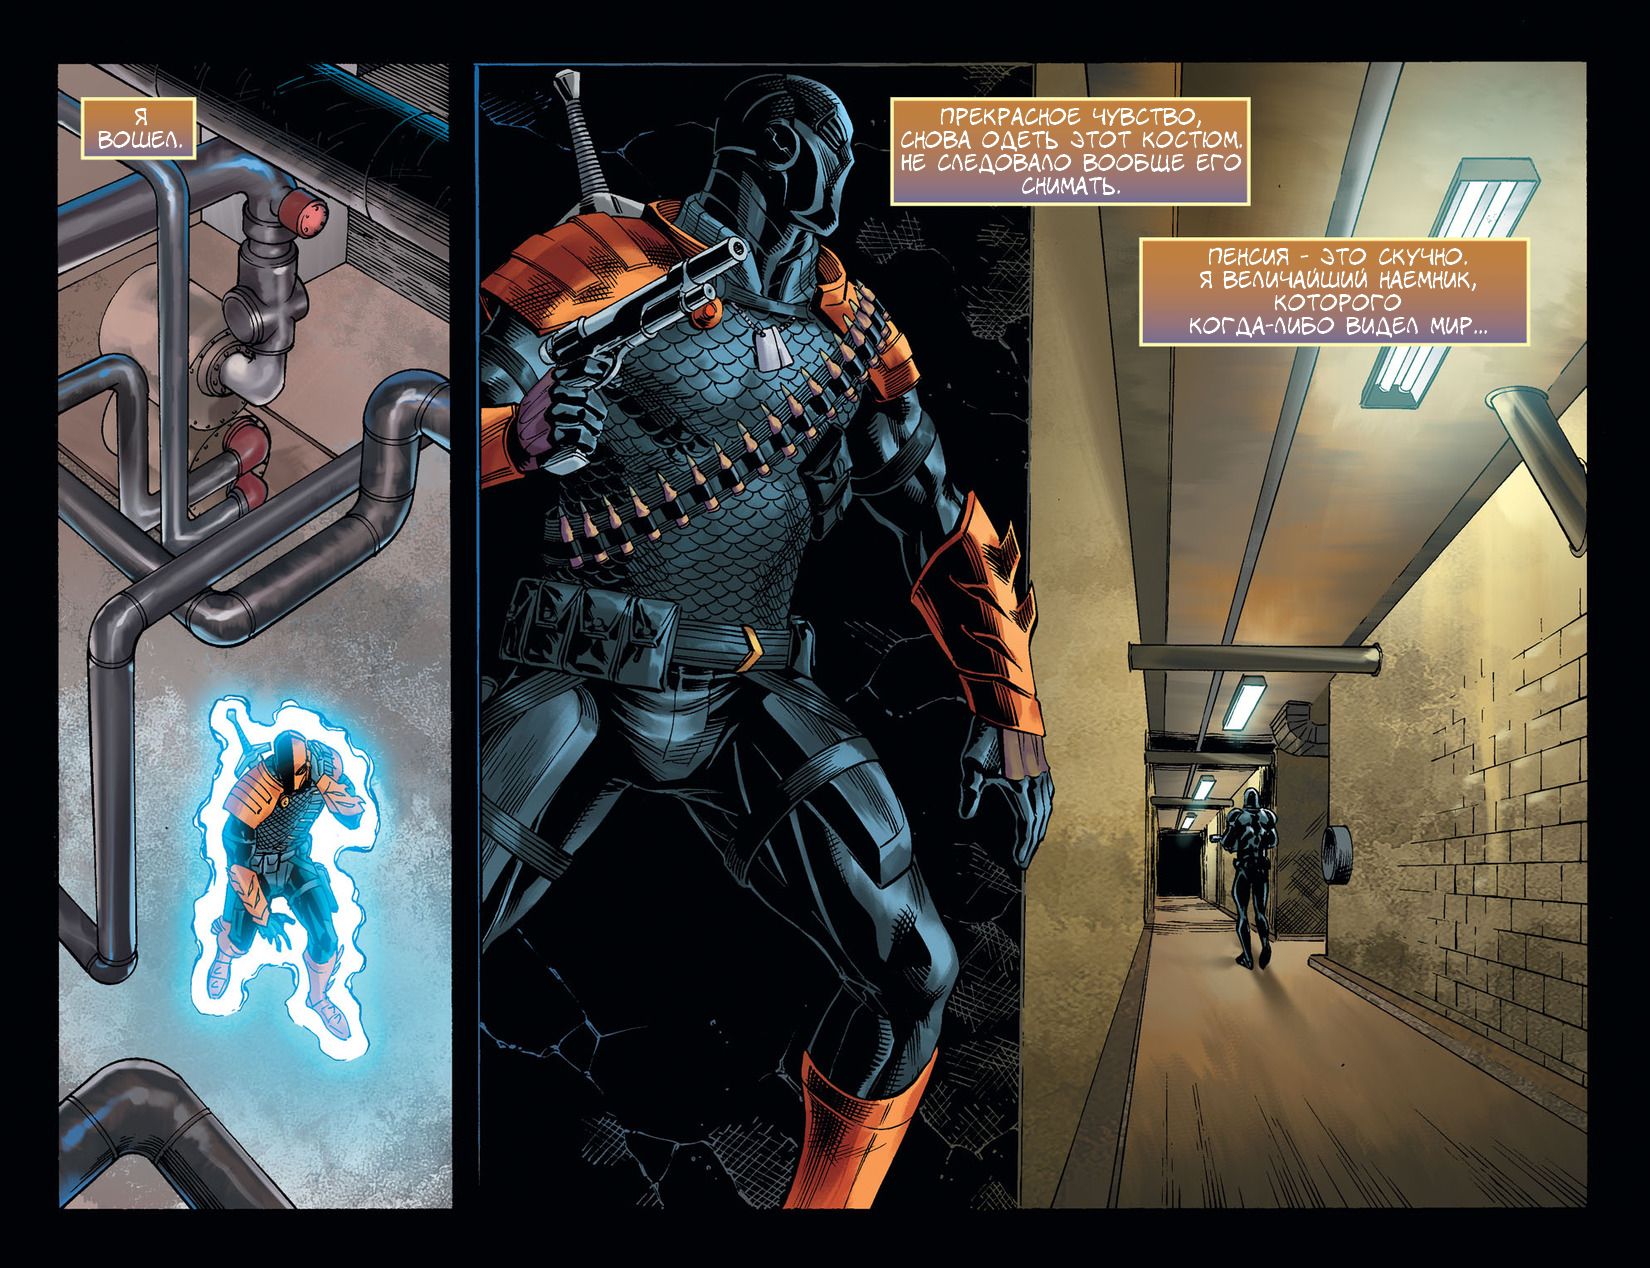 Я
ВОШЕЛ.
ПРЕКРАСНОЕ ЧУВСТВО,
СНОВА ОДЕТЬ ЭТОТ КОСТЮМ.
НЕ СЛЕДОВАЛО ВООБЩЕ ЕГО
СНИМАТЬ.
ПЕНСИЯ - ЭТО СКУЧНО.
Я ВЕЛИЧАЙШИЙ НАЕМНИК,
КОТОРОГО
КОГДА-ЛИБО ВИДЕЛ МИР...